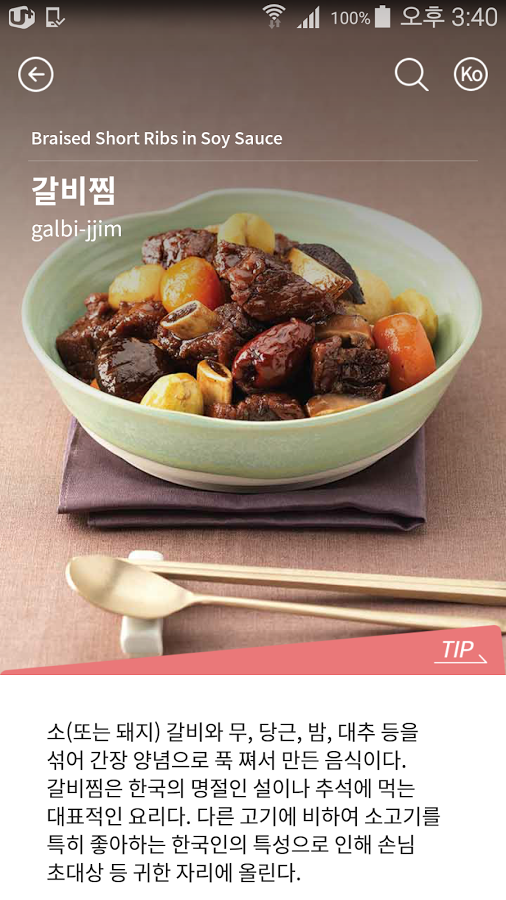 100% 오후 3:40
Ko
Braised Short Ribs in Soy Sauce
갈비찜
galbi-jjim
TIP
소(또는 돼지) 갈비와 무, 당근, 밤, 대추 등을
섞어 간장 양념으로 푹 쪄서 만든 음식이다.
갈비찜은 한국의 명절인 설이나 추석에 먹는
대표적인 요리다. 다른 고기에 비하여 소고기를
특히 좋아하는 한국인의 특성으로 인해 손님
초대상 등 귀한 자리에 올린다.